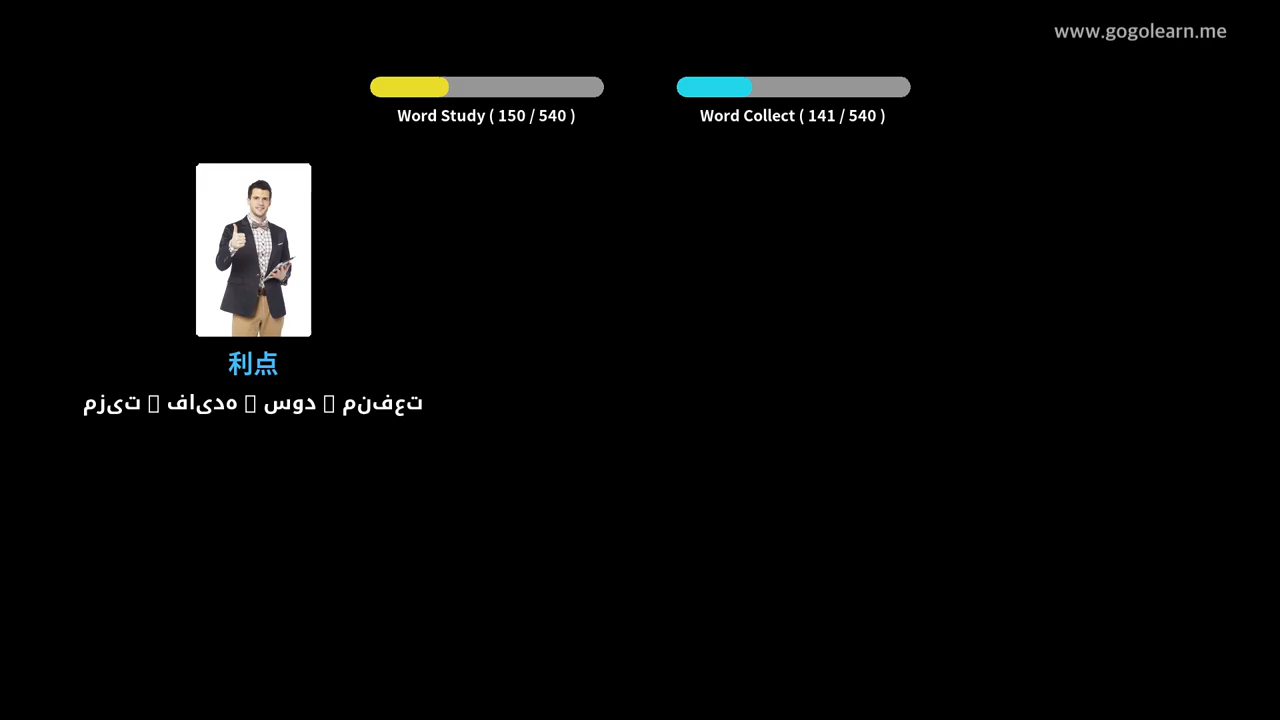 www.gogolearn.me
Word Study ( 150 / 540 )
Word Collect ( 141 / 540 )
利点
مزیت ، فایده ، سود ، منفعت